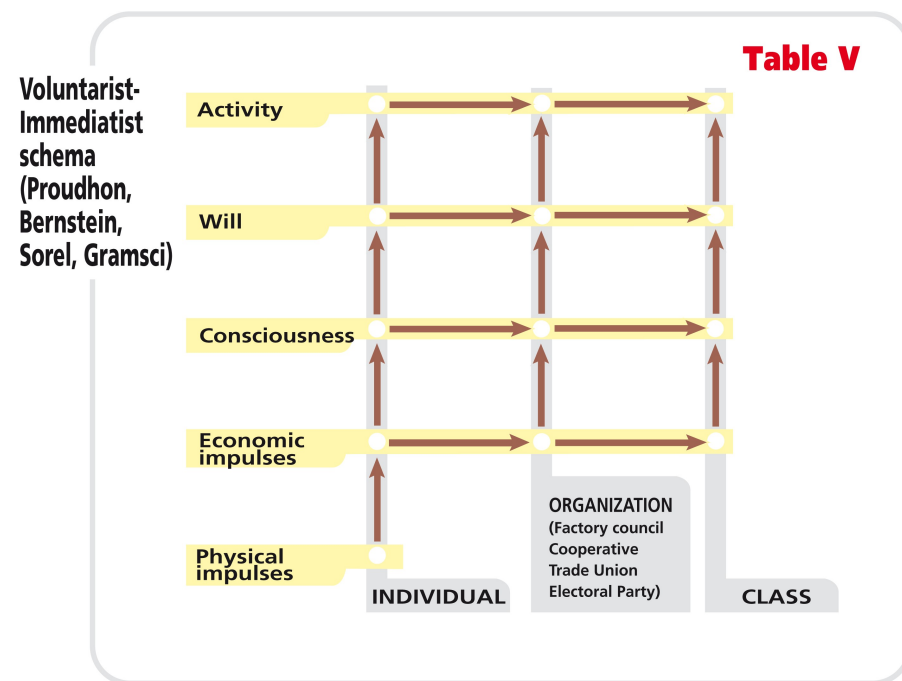 Table V
Voluntarist-
Immediatist
schema
(Proudhon,
Bernstein,
Sorel, Gramsci)
Activity
Will
Consciousness
Economic
impulses
Physical
impulses
INDIVIDUAL
ORGANIZATION
(Factory council
Cooperative
Trade Union
Electoral Party)
CLASS